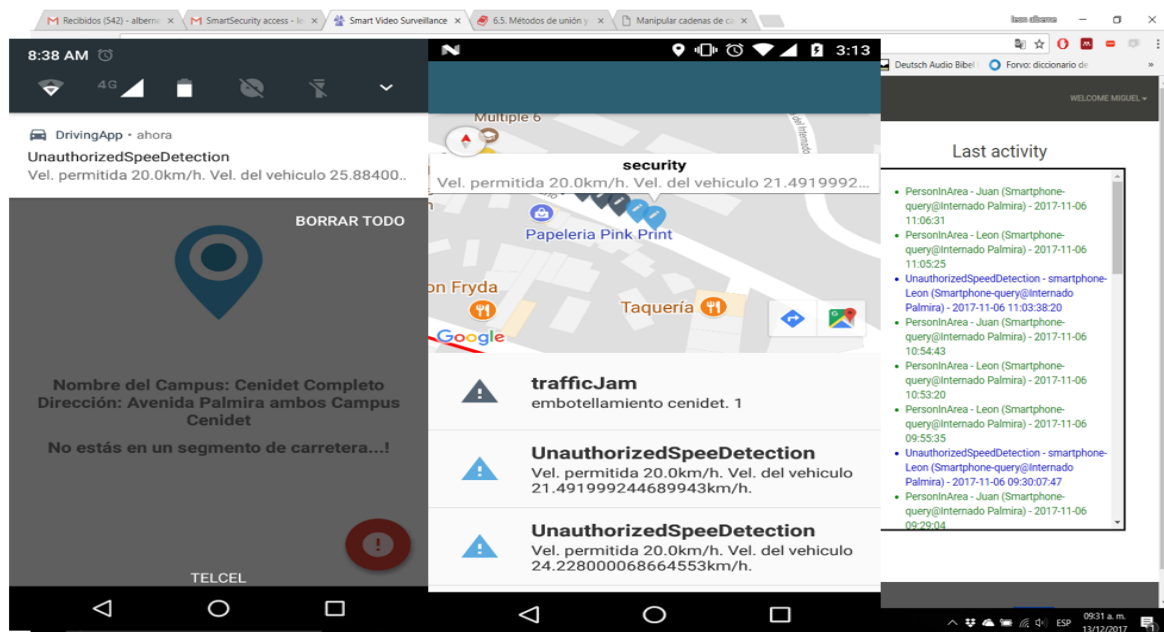 Recibidos (542) - alberne
SmartSecurity access - le
Smart Video Surveillance
6.5. Métodos de unión y
Manipular cadenas de ca
leon alberne
Deutsch Audio Bibel
Forvo: diccionario de
»
8:38 AM
4G
DrivingApp · ahora
UnauthorizedSpeeDetection
Vel. permitida 20.0km/h. Vel. del vehiculo 25.88400..
BORRAR TODO
Nombre del Campus: Cenidet Completo
Dirección: Avenida Palmira ambos Campus
Cenidet
No estás en un segmento de carretera...!
TELCEL
3:13
Multiple 6
del Internado
security
Vel. permitida 20.0km/h. Vel. del vehiculo 21.4919992...
Papeleria Pink Print
on Fryda
Taquería
Google
trafficJam
embotellamiento cenidet. 1
UnauthorizedSpeeDetection
Vel. permitida 20.0km/h. Vel. del vehiculo
21.491999244689943km/h.
UnauthorizedSpeeDetection
Vel. permitida 20.0km/h. Vel. del vehiculo
24.228000068664553km/h.
WELCOME MIGUEL
Last activity
PersonInArea - Juan (Smartphone-
query@Internado Palmira) - 2017-11-06
11:06:31
PersonInArea - Leon (Smartphone-
query@Internado Palmira) - 2017-11-06
11:05:25
UnauthorizedSpeedDetection - smartphone-
Leon (Smartphone-query@Internado
Palmira) - 2017-11-06 11:03:38:20
PersonInArea - Juan (Smartphone-
query@Internado Palmira) - 2017-11-06
10:54:43
PersonInArea - Leon (Smartphone-
query@Internado Palmira) - 2017-11-06
10:53:20
PersonInArea - Leon (Smartphone-
query@Internado Palmira) - 2017-11-06
09:55:35
UnauthorizedSpeedDetection - smartphone-
Leon (Smartphone-query@Internado
Palmira) - 2017-11-06 09:30:07:47
PersonInArea - Juan (Smartphone-
query@Internado Palmira) - 2017-11-06
09:29:04
ESP
09:31 a. m.
13/12/2017